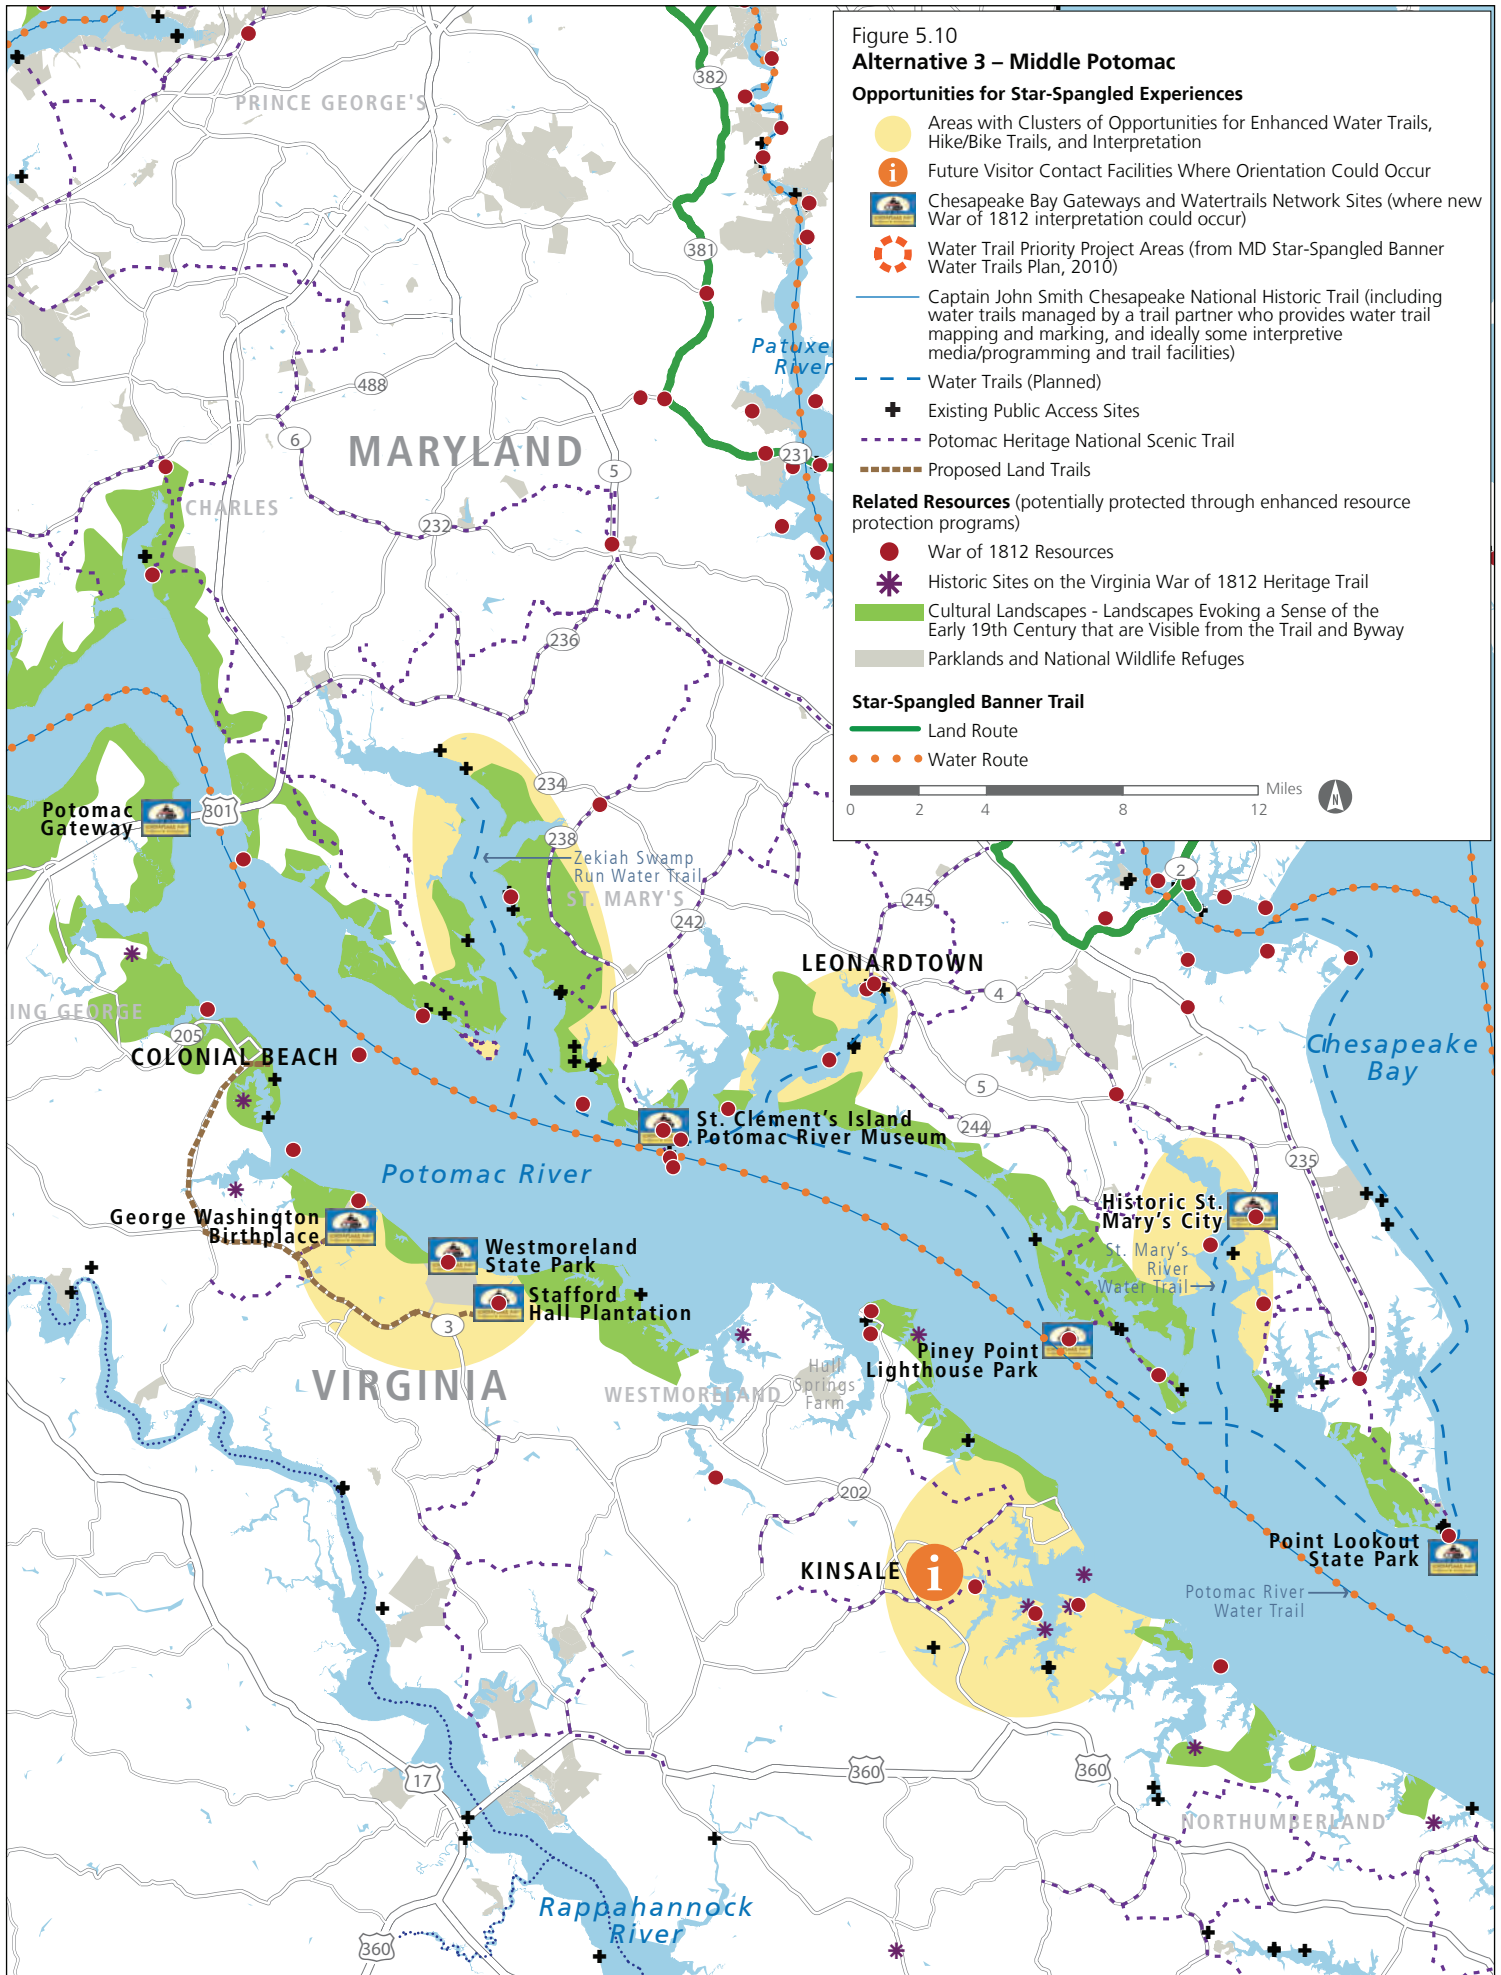 Figure 5.10
Alternative 3 – Middle Potomac
Opportunities for Star-Spangled Experiences
Areas with Clusters of Opportunities for Enhanced Water Trails,
Hike/Bike Trails, and Interpretation
i
Future Visitor Contact Facilities Where Orientation Could Occur
Chesapeake Bay Gateways and Watertrails Network Sites (where new
War of 1812 interpretation could occur)
Water Trail Priority Project Areas (from MD Star-Spangled Banner
Water Trails Plan, 2010)
Captain John Smith Chesapeake National Historic Trail (including
water trails managed by a trail partner who provides water trail
mapping and marking, and ideally some interpretive
media/programming and trail facilities)
Water Trails (Planned)
Existing Public Access Sites
Potomac Heritage National Scenic Trail
Proposed Land Trails
Related Resources (potentially protected through enhanced resource
protection programs)
War of 1812 Resources
Historic Sites on the Virginia War of 1812 Heritage Trail
Cultural Landscapes - Landscapes Evoking a Sense of the
Early 19th Century that are Visible from the Trail and Byway
Parklands and National Wildlife Refuges
Star-Spangled Banner Trail
Land Route
Water Route
Miles
0 2 4 8 12
N
382
PRINCE GEORGE'S
381
Patuxe
River
488
6
MARYLAND
5
231
CHARLES
232
236
234
Potomac
Gateway
301
238
Zekiah Swamp
Run Water Trail
ST. MARY'S
2
245
242
LEONARDTOWN
4
ING GEORGE
205
COLONIAL BEACH
Chesapeake
Bay
5
St. Clement's Island
Potomac River Museum
244
235
Potomac River
Historic St.
Mary's City
George Washington
Birthplace
Westmoreland
State Park
St. Mary's
River
Water Trail
Stafford
Hall Plantation
3
Piney Point
Lighthouse Park
Hull
Springs
Farm
VIRGINIA
WESTMORELAND
202
KINSALE
i
Point Lookout
State Park
Potomac River
Water Trail
17
360
360
NORTHUMBERLAND
Rappahannock
River
360